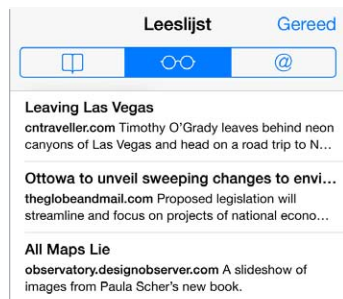 Leeslijst Gereed
@
Leaving Las Vegas
cntraveller.com Timothy O'Grady leaves behind neon
canyons of Las Vegas and head on a road trip to N...
Ottowa to unveil sweeping changes to envi...
theglobeandmail.com Proposed legislation will
streamline and focus on projects of national econo...
All Maps Lie
observatory.designobserver.com A slideshow of
images from Paula Scher's new book.